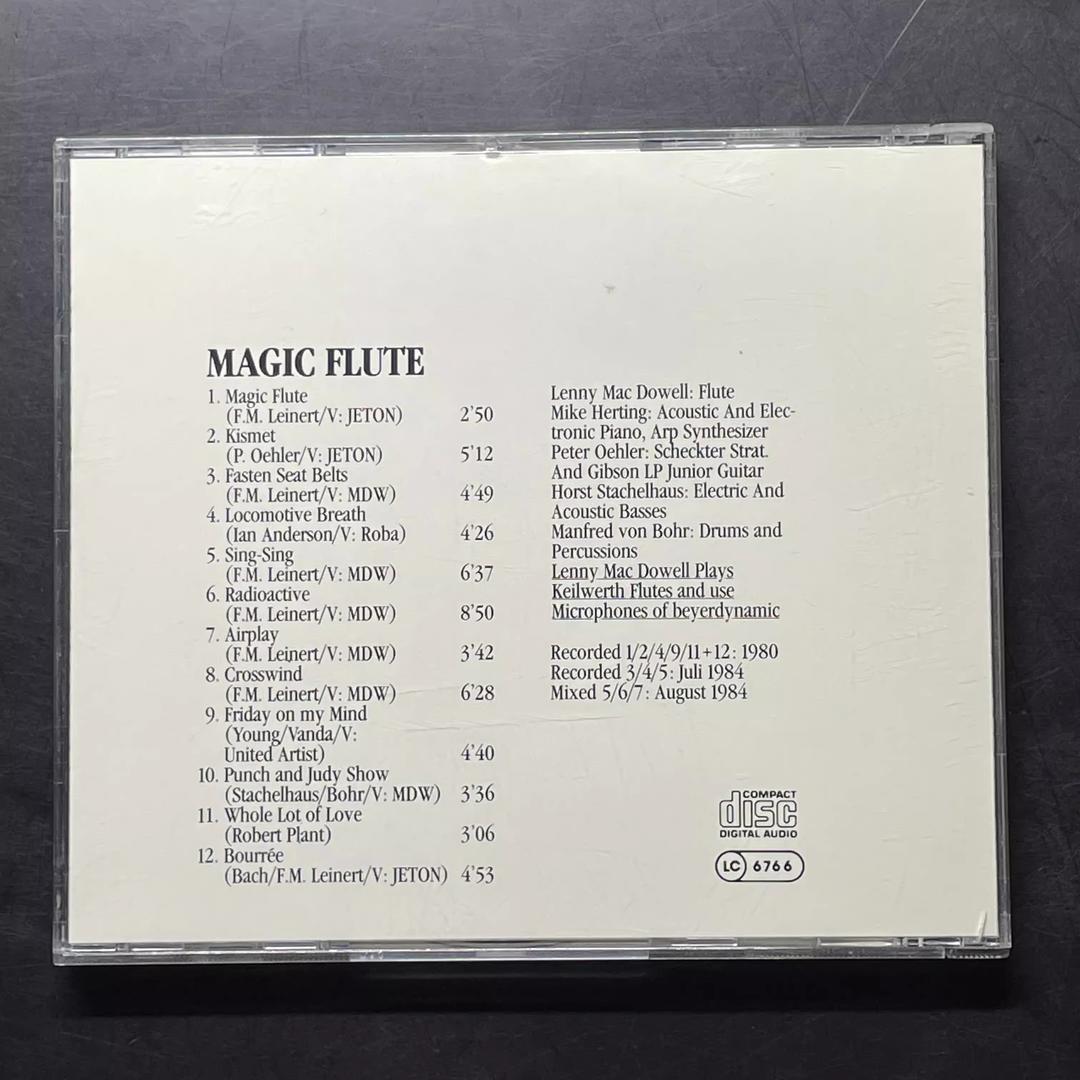 MAGIC FLUTE
1. Magic Flute
(F.M. Leinert/V: JETON) 2'50
2. Kismet
(P. Oehler/V: JETON) 5'12
3. Fasten Seat Belts
(F.M. Leinert/V: MDW) 4'49
4. Locomotive Breath
(Ian Anderson/V: Roba) 4'26
5. Sing-Sing
(F.M. Leinert/V: MDW) 6'37
6. Radioactive
(F.M. Leinert/V: MDW) 8'50
7. Airplay
(F.M. Leinert/V: MDW) 3'42
8. Crosswind
(F.M. Leinert/V: MDW) 6'28
9. Friday on my Mind
(Young/Vanda/V:
United Artist) 4'40
10. Punch and Judy Show
(Stachelhaus/Bohr/V: MDW) 3'36
11. Whole Lot of Love
(Robert Plant) 3'06
12. Bourrée
(Bach/F.M. Leinert/V: JETON) 4'53
Lenny Mac Dowell: Flute
Mike Herting: Acoustic And Elec-
tronic Piano, Arp Synthesizer
Peter Oehler: Scheckter Strat.
And Gibson LP Junior Guitar
Horst Stachelhaus: Electric And
Acoustic Basses
Manfred von Bohr: Drums and
Percussions
Lenny Mac Dowell Plays
Keilwerth Flutes and use
Microphones of beyerdynamic
Recorded 1/2/4/9/11+12: 1980
Recorded 3/4/5: Juli 1984
Mixed 5/6/7: August 1984
COMPACT
disc
DIGITAL AUDIO
LC 6766